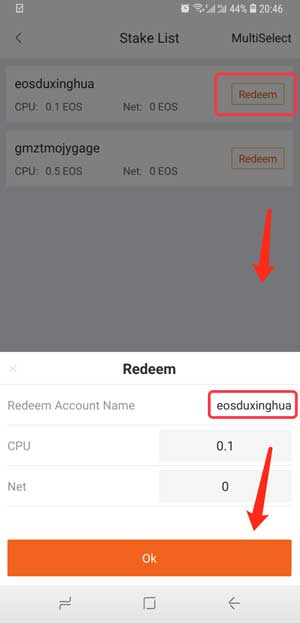 44% 20:46
Stake List MultiSelect
eosduxinghua
Redeem
CPU: 0.1 EOS Net: 0 EOS
gmztmojygage
Redeem
CPU: 0.5 EOS Net: 0 EOS
Redeem
Redeem Account Name eosduxinghua
CPU 0.1
Net 0
Ok